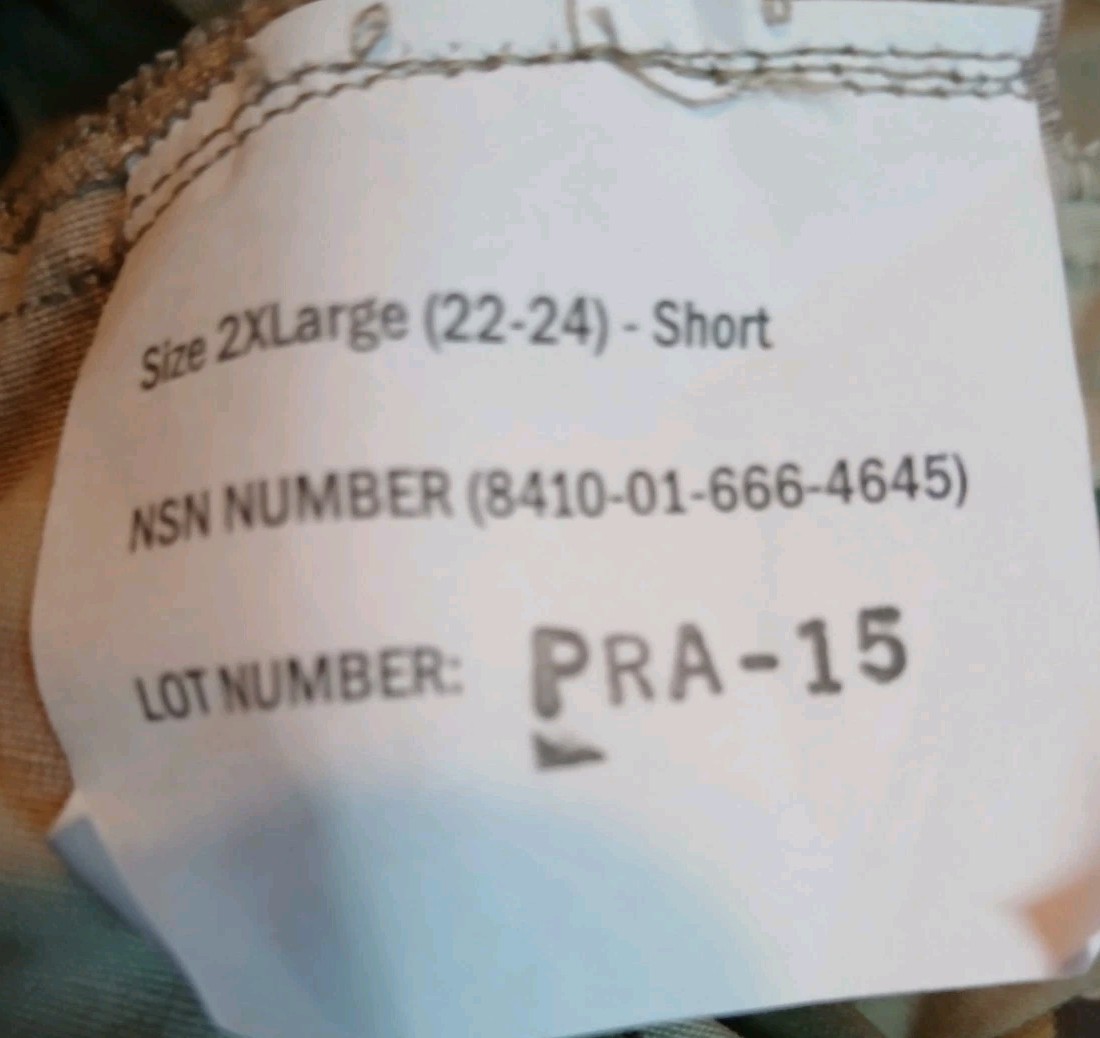 Size 2XLarge (22-24) - Short
NSN NUMBER (8410-01-666-4645)
LOT NUMBER: PRA-15